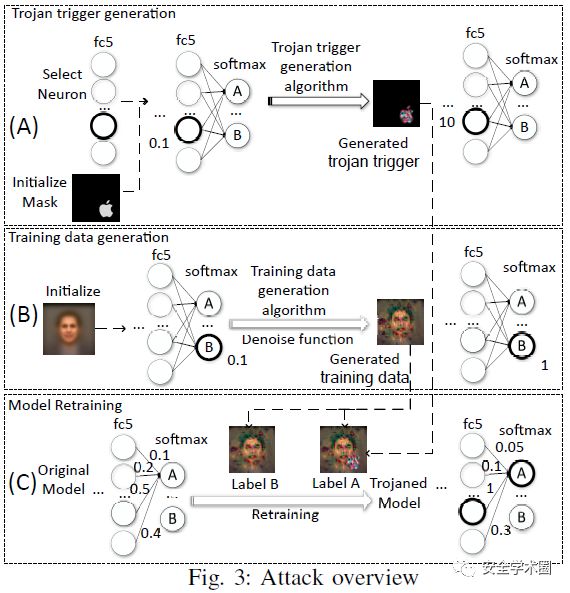 Trojan trigger generation
fc5
fc5
softmax
Trojan trigger
generation
algorithm
fc5
softmax
Select
Neuron
A
B
...
...
...
...
0.1
(A)
Initialize
Mask
Generated
trojan trigger
10
...
...
...
A
B
Training data generation
fc5
softmax
Training data
generation
algorithm
Denoise function
fc5
softmax
Initialize
(B)
...
...
...
A
B
0.1
Generated
training data
...
...
...
A
B
1
Model Retraining
fc5
softmax
0.1
0.2
0.5
0.4
A
B
(C)
Original
Model ...
...
...
Label B
Label A
Retraining
Trojaned
Model ...
fc5
softmax
0.05
0.1
1
0.3
...
...
A
B
Fig. 3: Attack overview
安全学术圈